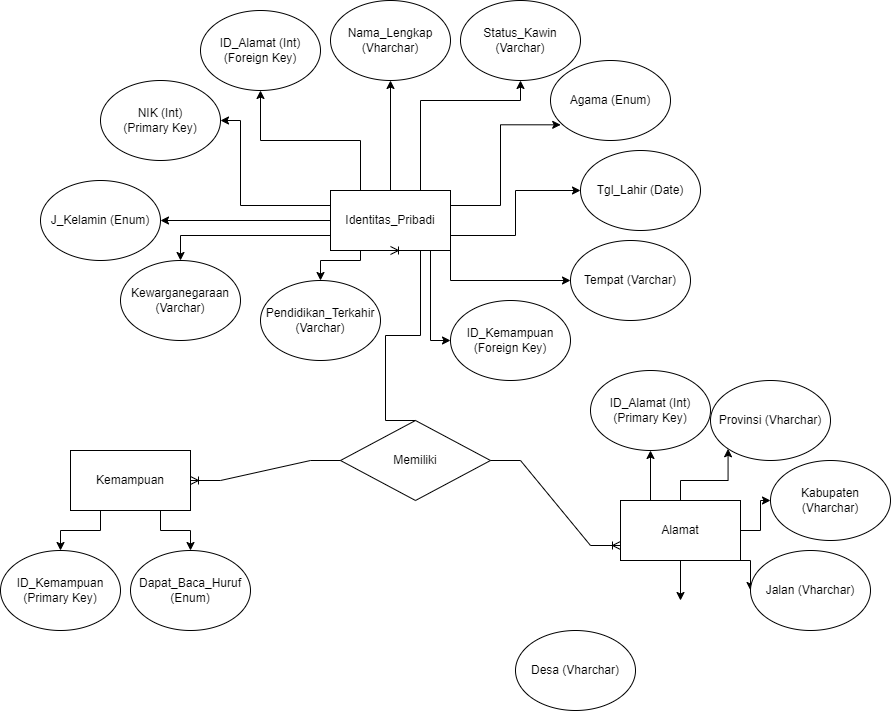 Nama_Lengkap
(Vharchar)
Status_Kawin
(Varchar)
ID_Alamat (Int)
(Foreign Key)
Agama (Enum)
NIK (Int)
(Primary Key)
Tgl_Lahir (Date)
J_Kelamin (Enum)
Identitas_Pribadi
Tempat (Varchar)
Kewarganegaraan
(Varchar)
Pendidikan_Terkahir
(Varchar)
ID_Kemampuan
(Foreign Key)
ID_Alamat (Int)
(Primary Key)
Provinsi (Vharchar)
Memiliki
Kemampuan
Kabupaten
(Vharchar)
Alamat
ID_Kemampuan
(Primary Key)
Dapat_Baca_Huruf
(Enum)
Jalan (Vharchar)
Desa (Vharchar)